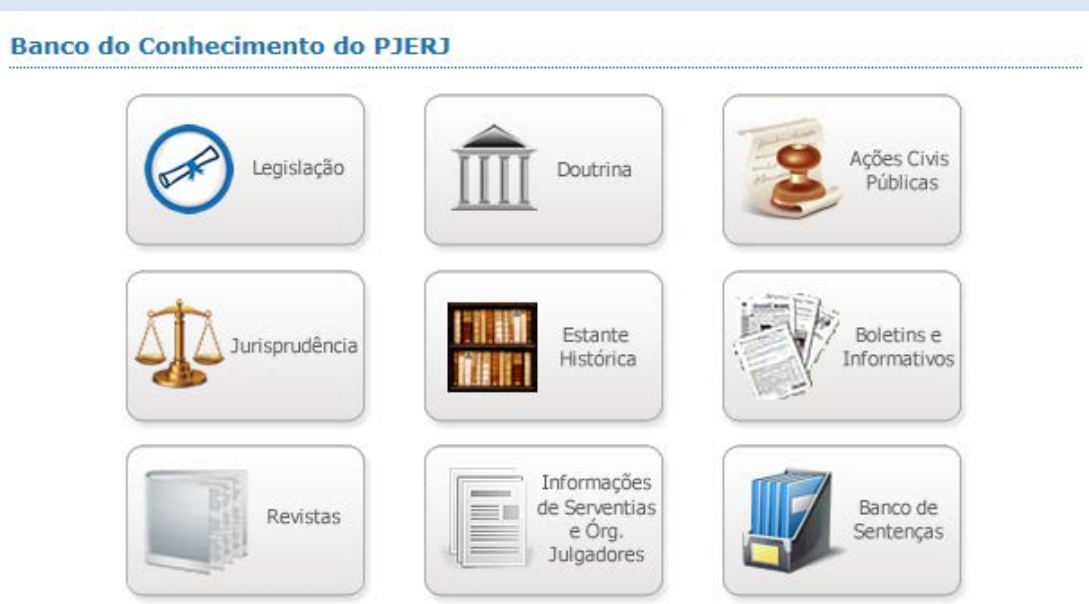 Banco do Conhecimento do PJERJ
Legislação
Doutrina
Ações Civis
Públicas
Jurisprudência
Estante
Histórica
Boletins e
Informativos
Revistas
Informações
de Serventias
e Órg.
Julgadores
Banco de
Sentenças